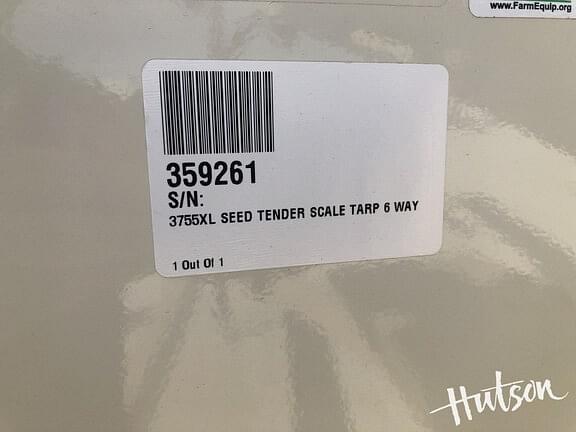 www.FarmEquip.org
359261
S/N:
3755XL SEED TENDER SCALE TARP 6 WAY
1 Out Of 1
Hutson